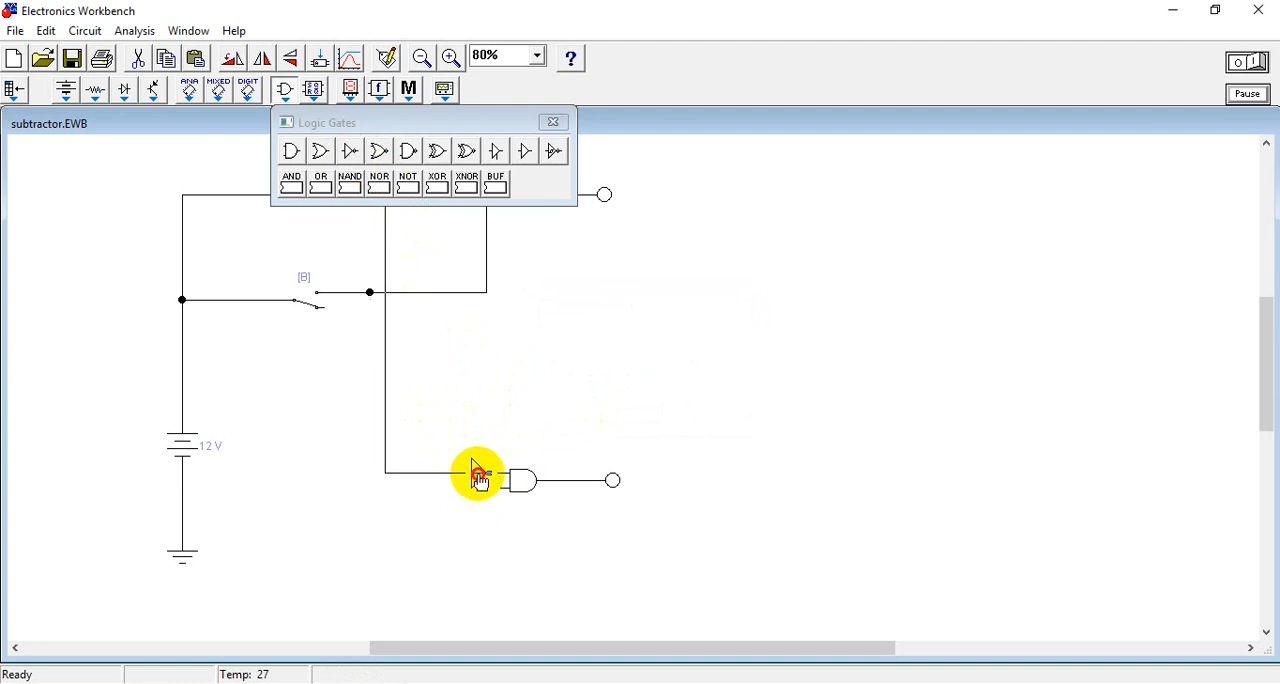 Electronics Workbench
File Edit Circuit Analysis Window Help
80% ?
O I
ANA MIXED DIGIT M
Pause
subtractor.EWB
Logic Gates
AND OR NAND NOR NOT XOR XNOR BUF
[B]
12 V
Ready Temp: 27